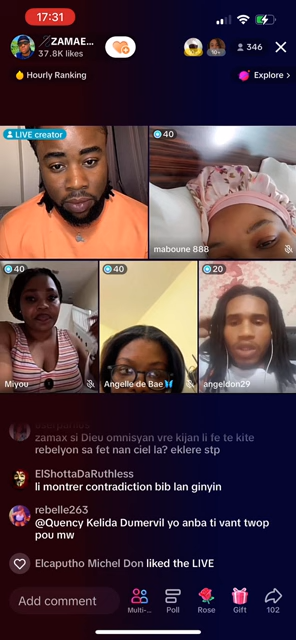 17:31
ZAMAE...
37.8K likes
10+
346
Hourly Ranking
Explore >
LIVE creator
40
maboune 888
40
40
20
Miyou
Angelle de Bae🦋
angeldon29
zamax si Dieu omnisyan vre kijan li fe te kite
rebelyon sa fet nan ciel la? eklere stp
ElShottaDaRuthless
li montrer contradiction bib lan ginyin
rebelle263
@Quency Kelida Dumervil yo anba ti vant twop
pou mw
Elcaputho Michel Don liked the LIVE
Add comment
Multi-...
Poll
Rose
Gift
102